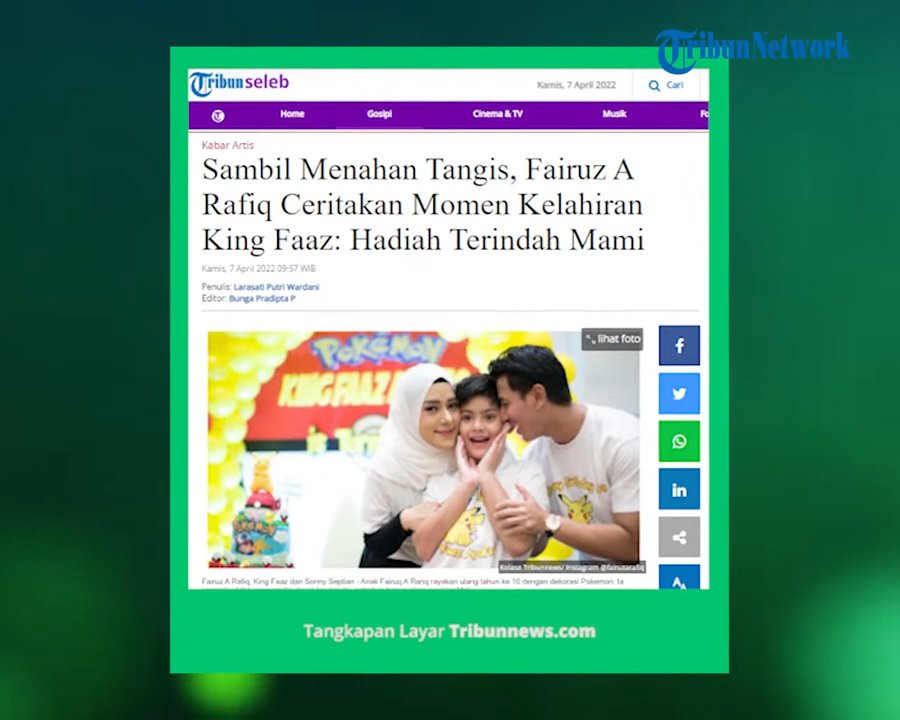 TribunNetwork
Tribunseleb
Kamis, 7 April 2022
Cari
Home
Gosipi
Cinema & TV
Musik
Kabar Artis
Sambil Menahan Tangis, Fairuz A
Rafiq Ceritakan Momen Kelahiran
King Faaz: Hadiah Terindah Mami
Kamis, 7 April 2022 09:57 WIB
Penulis: Larasati Putri Wardani
Editor: Bunga Pradipta P
lihat foto
POKEMON
KING FAAZ
is
POKEMON
Kolase Tribunnews/ Instagram @fairuzarafiq
Fairuz A Rafiq, King Faaz dan Sonny Septian - Anak Fairuq A Rariq rayakan ulang tahun ke 10 dengan dekorasi Pokemon. Ia
Tangkapan Layar Tribunnews.com